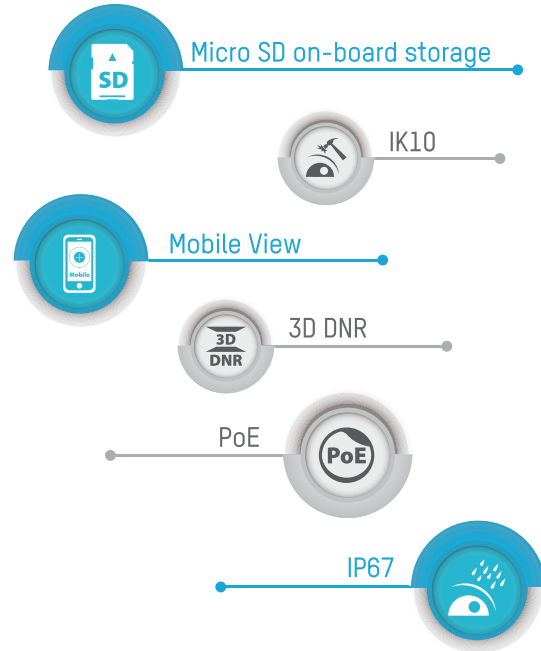 SD
Micro SD on-board storage
IK10
Mobile
Mobile View
3D
DNR
3D DNR
PoE
PoE
IP67